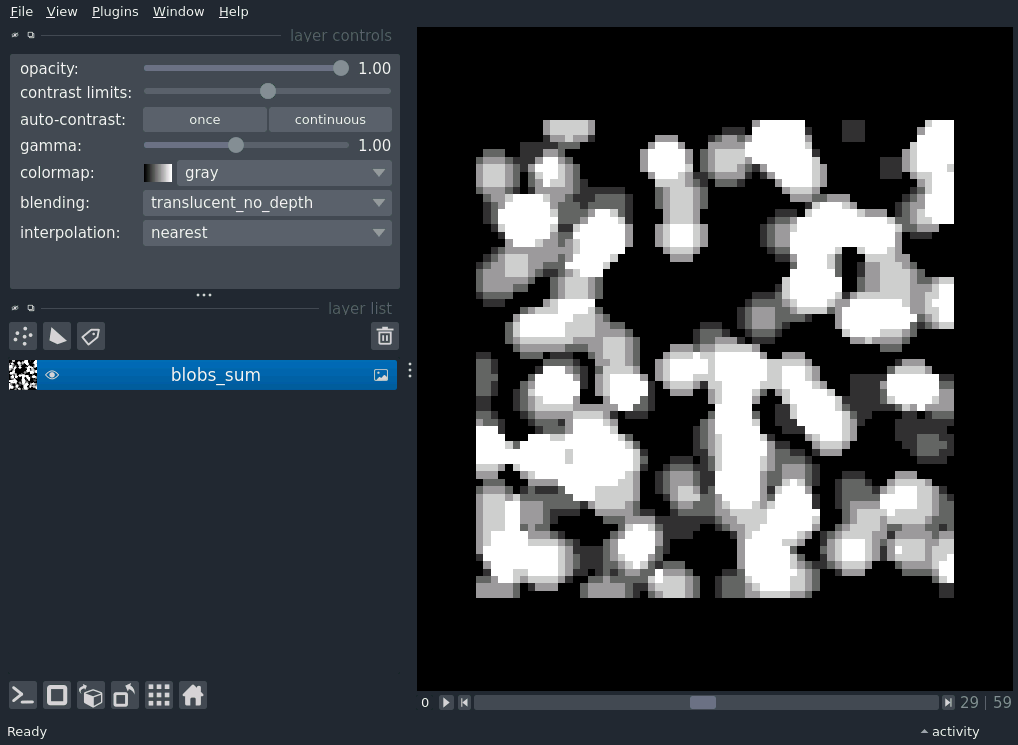 File View Plugins Window Help
layer controls
opacity: 1.00
contrast limits:
auto-contrast: once continuous
gamma: 1.00
colormap: gray
blending: translucent_no_depth
interpolation: nearest
layer list
blobs_sum
0 29 | 59
Ready activity